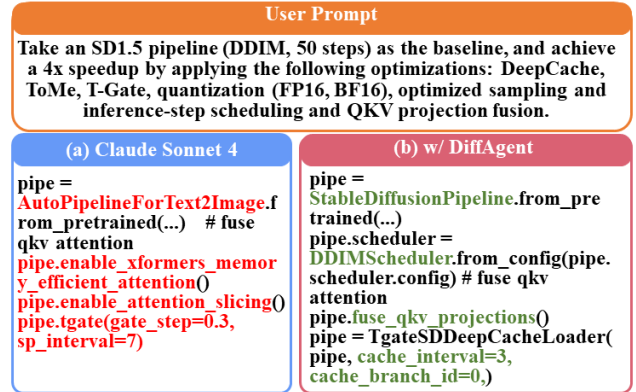 User Prompt
Take an SD1.5 pipeline (DDIM, 50 steps) as the baseline, and achieve
a 4x speedup by applying the following optimizations: DeepCache,
ToMe, T-Gate, quantization (FP16, BF16), optimized sampling and
inference-step scheduling and QKV projection fusion.
(a) Claude Sonnet 4
pipe =
AutoPipelineForText2Image.f
rom_pretrained(...) # fuse
qkv attention
pipe.enable_xformers_memor
y_efficient_attention()
pipe.enable_attention_slicing()
pipe.tgate(gate_step=0.3,
sp_interval=7)
(b) w/ DiffAgent
pipe =
StableDiffusionPipeline.from_pre
trained(...)
pipe.scheduler =
DDIMScheduler.from_config(pipe.
scheduler.config) # fuse qkv
attention
pipe.fuse_qkv_projections()
pipe = TgateSDDeepCacheLoader(
pipe, cache_interval=3,
cache_branch_id=0,)